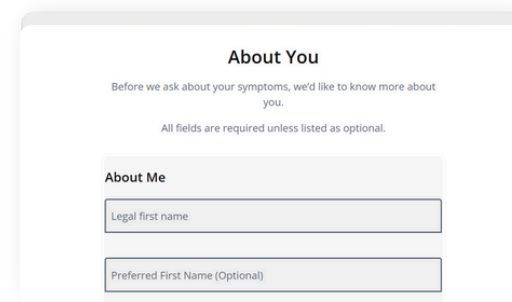 About You
Before we ask about your symptoms, we'd like to know more about
you.
All fields are required unless listed as optional.
About Me
Legal first name
Preferred First Name (Optional)